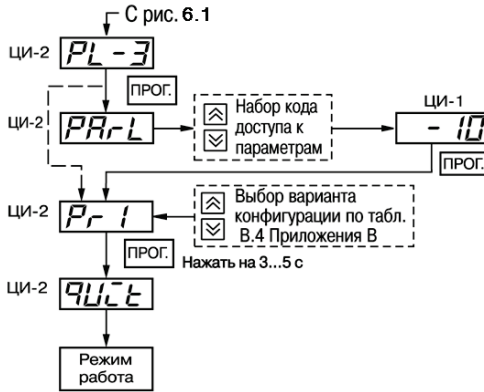 С рис. 6.1
ЦИ-2
PL-3
ПРОГ.
ЦИ-2
PArL
Набор кода
доступа к
параметрам
ЦИ-1
- 10
ПРОГ.
ЦИ-2
Pr 1
Выбор варианта
конфигурации по табл.
В.4 Приложения В
ПРОГ.
Нажать на 3...5 с
ЦИ-2
qUit
Режим
работа